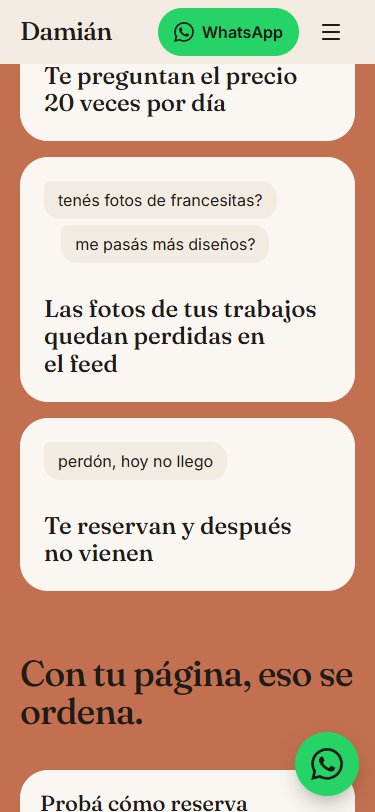 Damián
WhatsApp
Te preguntan el precio
20 veces por día
tenés fotos de francesitas?
me pasás más diseños?
Las fotos de tus trabajos
quedan perdidas en
el feed
perdón, hoy no llego
Te reservan y después
no vienen
Con tu página, eso se
ordena.
Probá cómo reserva